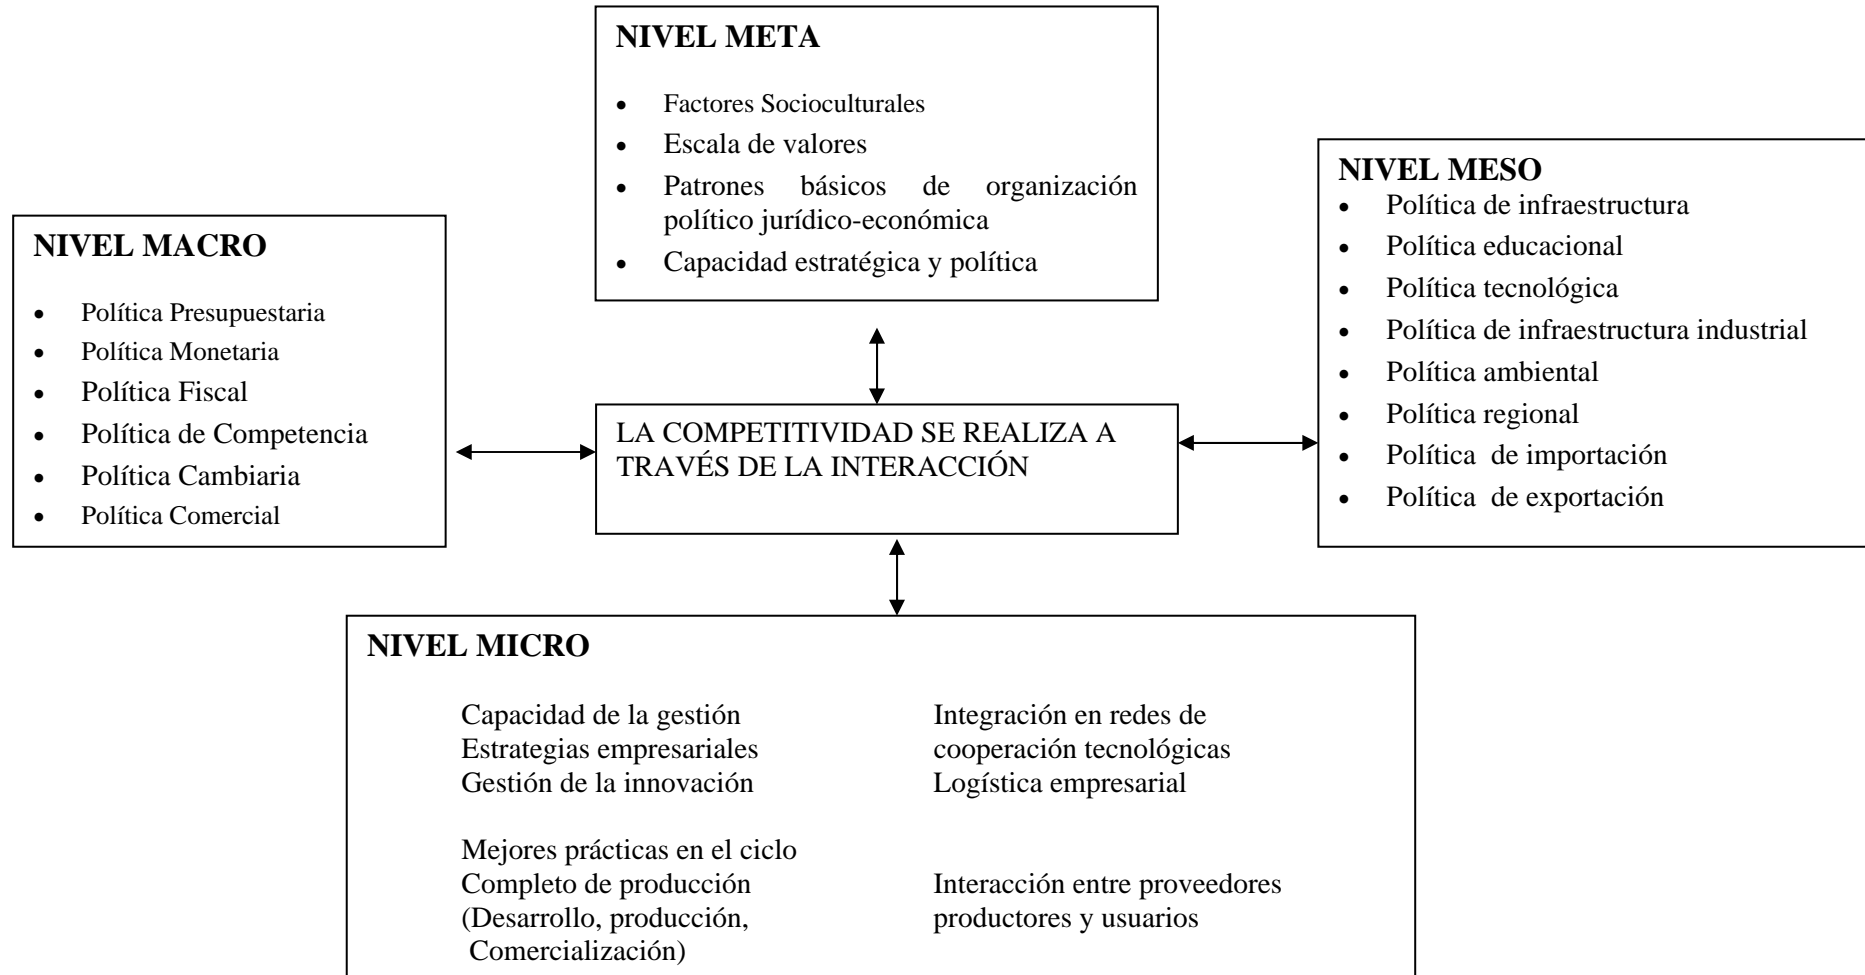 NIVEL META
• Factores Socioculturales
• Escala de valores
• Patrones básicos de organización
político jurídico-económica
• Capacidad estratégica y política
NIVEL MACRO
• Política Presupuestaria
• Política Monetaria
• Política Fiscal
• Política de Competencia
• Política Cambiaria
• Política Comercial
LA COMPETITIVIDAD SE REALIZA A
TRAVÉS DE LA INTERACCIÓN
NIVEL MESO
• Política de infraestructura
• Política educacional
• Política tecnológica
• Política de infraestructura industrial
• Política ambiental
• Política regional
• Política de importación
• Política de exportación
NIVEL MICRO
Capacidad de la gestión
Estrategias empresariales
Gestión de la innovación
Mejores prácticas en el ciclo
Completo de producción
(Desarrollo, producción,
Comercialización)
Integración en redes de
cooperación tecnológicas
Logística empresarial
Interacción entre proveedores
productores y usuarios